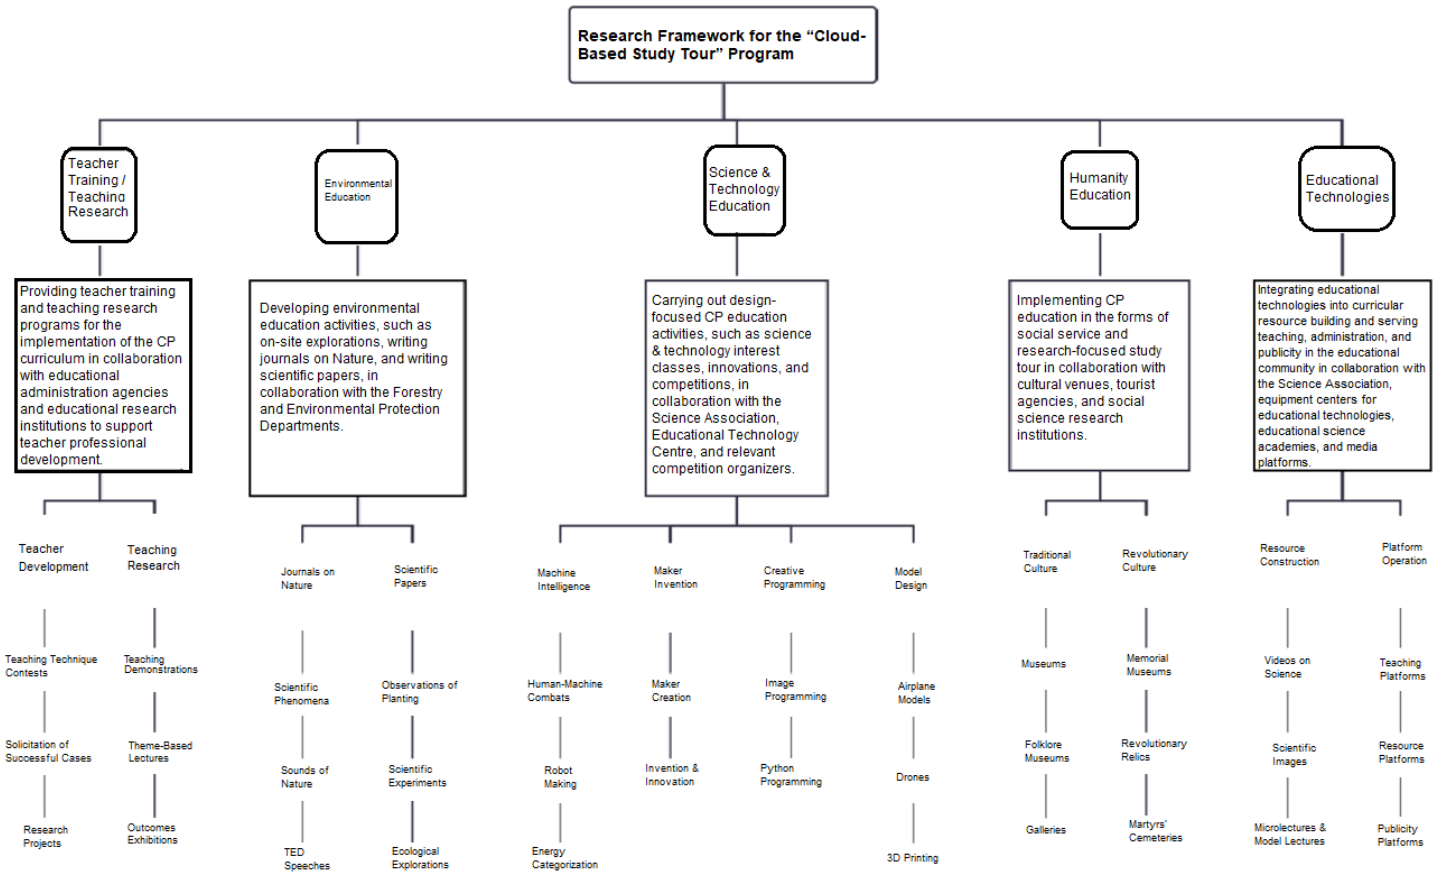 Research Framework for the “Cloud-
Based Study Tour” Program
Teacher
Training /
Teaching
Research
Environmental
Education
Science &
Technology
Education
Humanity
Education
Educational
Technologies
Providing teacher training
and teaching research
programs for the
implementation of the CP
curriculum in collaboration
with educational
administration agencies
and educational research
institutions to support
teacher professional
development.
Developing environmental
education activities, such as
on-site explorations, writing
journals on Nature, and writing
scientific papers, in
collaboration with the Forestry
and Environmental Protection
Departments.
Carrying out design-
focused CP education
activities, such as science
& technology interest
classes, innovations, and
competitions, in
collaboration with the
Science Association,
Educational Technology
Centre, and relevant
competition organizers.
Implementing CP
education in the forms of
social service and
research-focused study
tour in collaboration with
cultural venues, tourist
agencies, and social
science research
institutions.
Integrating educational
technologies into curricular
resource building and serving
teaching, administration, and
publicity in the educational
community in collaboration with
the Science Association,
equipment centers for
educational technologies,
educational science
academies, and media
platforms.
Teacher
Development
Teaching Technique
Contests
Solicitation of
Successful Cases
Research
Projects
Teaching
Research
Teaching
Demonstrations
Theme-Based
Lectures
Outcomes
Exhibitions
Journals on
Nature
Scientific
Phenomena
Sounds of
Nature
TED
Speeches
Scientific
Papers
Observations of
Planting
Scientific
Experiments
Ecological
Explorations
Machine
Intelligence
Human-Machine
Combats
Robot
Making
Energy
Categorization
Maker
Invention
Maker
Creation
Invention &
Innovation
Creative
Programming
Image
Programming
Python
Programming
Model
Design
Airplane
Models
Drones
3D Printing
Traditional
Culture
Museums
Folklore
Museums
Galleries
Revolutionary
Culture
Memorial
Museums
Revolutionary
Relics
Martyrs'
Cemeteries
Resource
Construction
Videos on
Science
Scientific
Images
Microlectures &
Model Lectures
Platform
Operation
Teaching
Platforms
Resource
Platforms
Publicity
Platforms